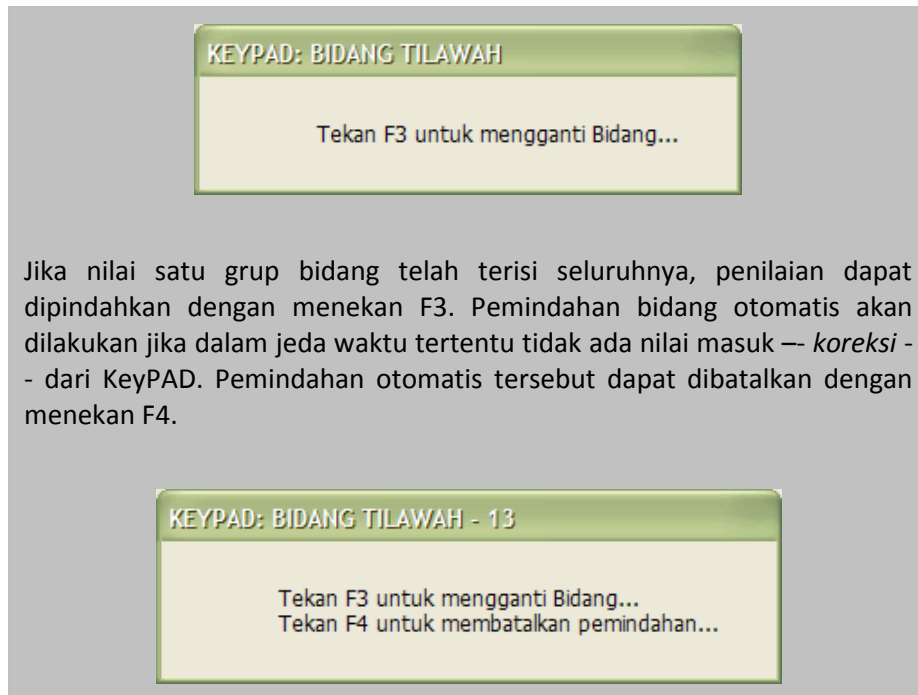 KEYPAD: BIDANG TILAWAH
Tekan F3 untuk mengganti Bidang...
Jika nilai satu grup bidang telah terisi seluruhnya, penilaian dapat
dipindahkan dengan menekan F3. Pemindahan bidang otomatis akan
dilakukan jika dalam jeda waktu tertentu tidak ada nilai masuk –- koreksi -
- dari KeyPAD. Pemindahan otomatis tersebut dapat dibatalkan dengan
menekan F4.
KEYPAD: BIDANG TILAWAH - 13
Tekan F3 untuk mengganti Bidang...
Tekan F4 untuk membatalkan pemindahan...